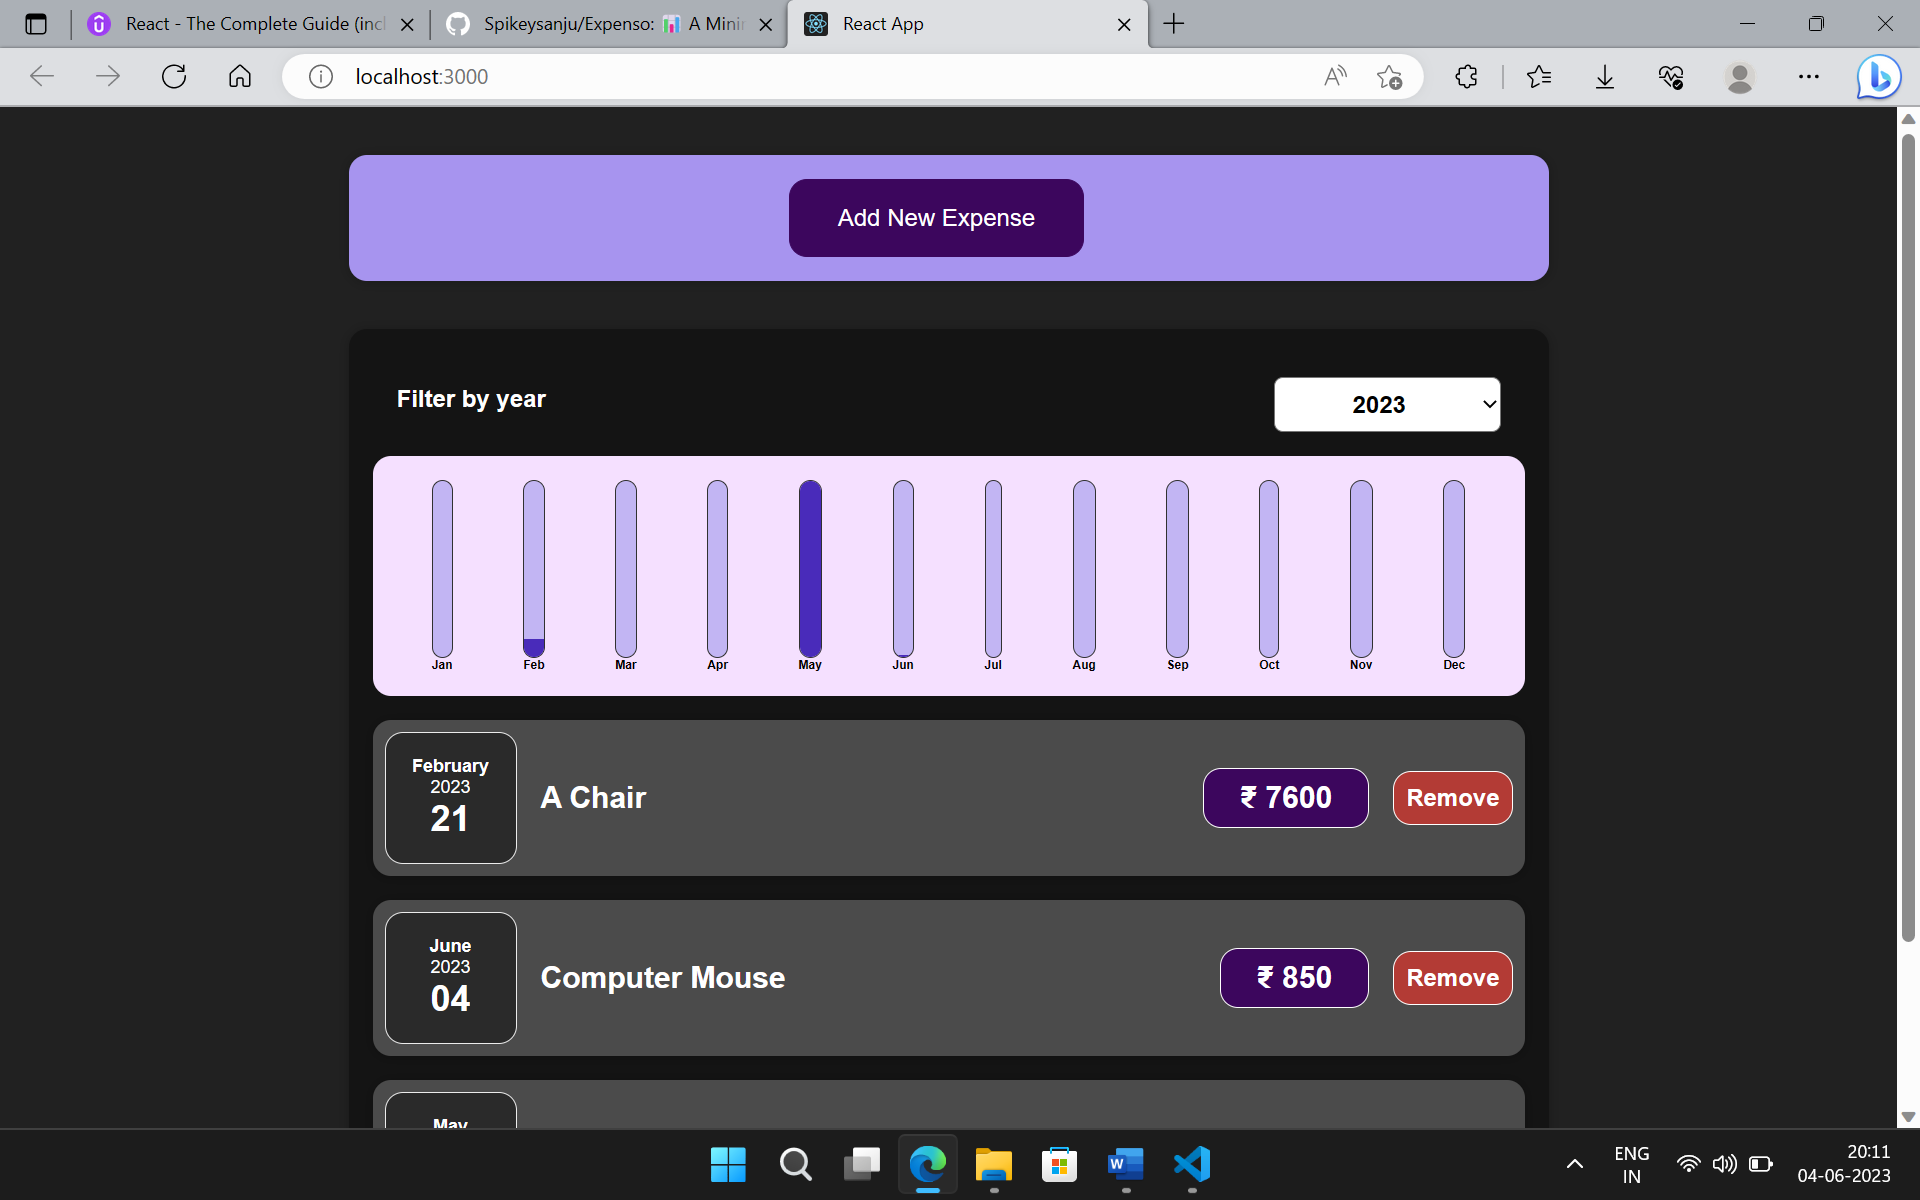 React - The Complete Guide (incl
Spikeysanju/Expenso: 📊 A Minim
React App
localhost:3000
Add New Expense
Filter by year
2023
Jan Feb Mar Apr May Jun Jul Aug Sep Oct Nov Dec
February
2023
21
A Chair
₹ 7600
Remove
June
2023
04
Computer Mouse
₹ 850
Remove
May
ENG
IN
20:11
04-06-2023